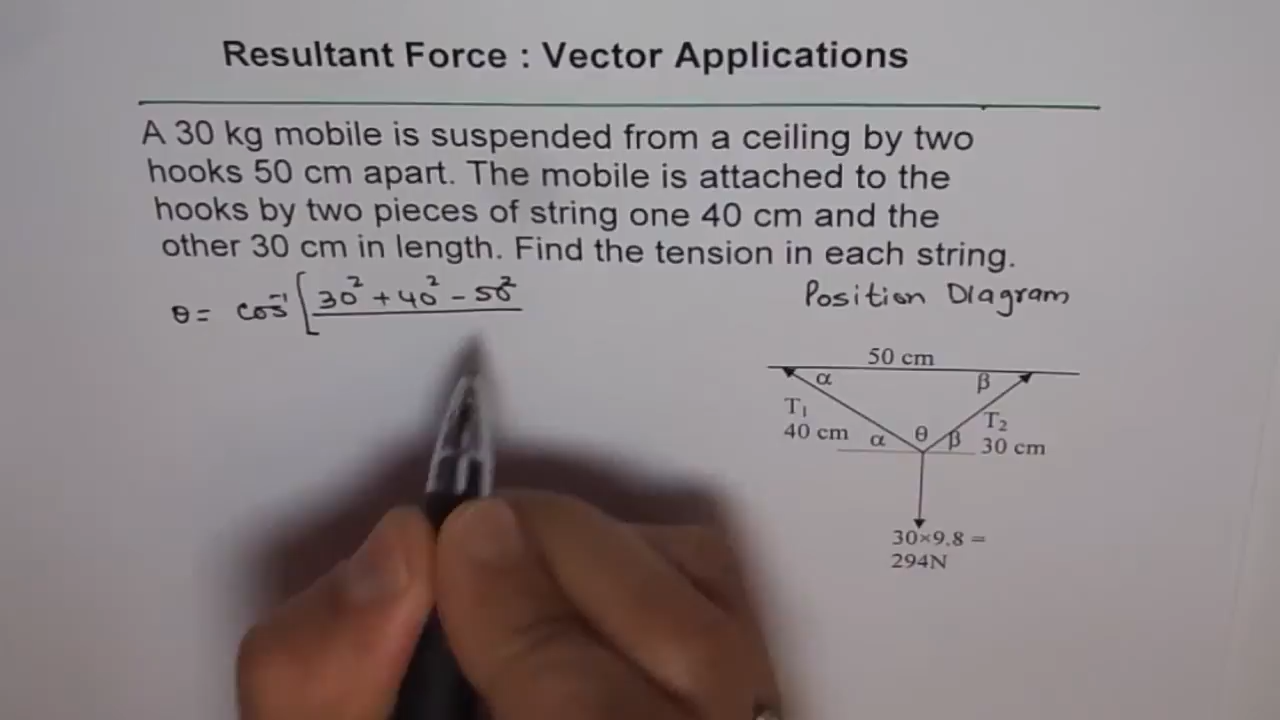 Resultant Force : Vector Applications
A 30 kg mobile is suspended from a ceiling by two
hooks 50 cm apart. The mobile is attached to the
hooks by two pieces of string one 40 cm and the
other 30 cm in length. Find the tension in each string.
θ = cos⁻¹ [ 30² + 40² − 50²
Position Diagram
50 cm
α β
T₁ T₂
40 cm α θ β 30 cm
30×9.8 =
294N